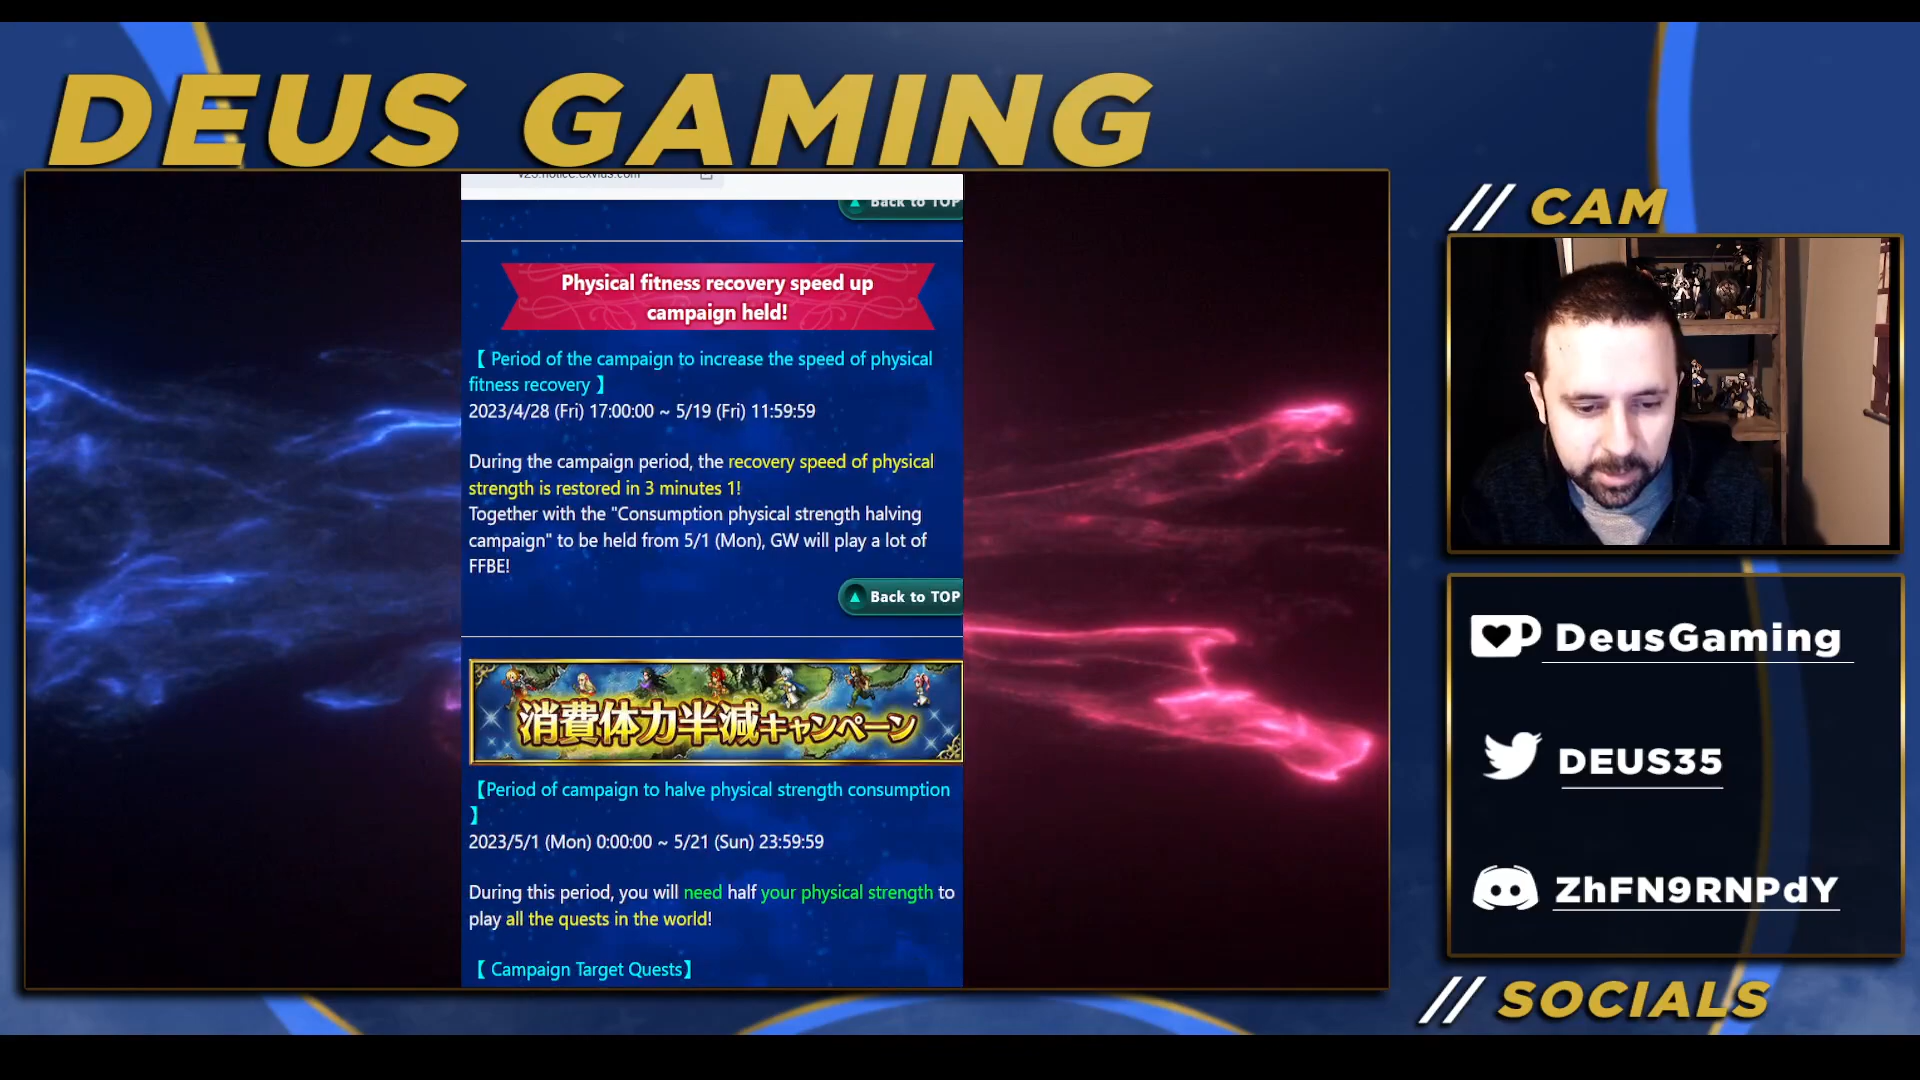 DEUS GAMING
v25.notice.exvius.com
Back to TOP
Physical fitness recovery speed up
campaign held!
【 Period of the campaign to increase the speed of physical
fitness recovery 】
2023/4/28 (Fri) 17:00:00 ~ 5/19 (Fri) 11:59:59
During the campaign period, the recovery speed of physical
strength is restored in 3 minutes 1!
Together with the "Consumption physical strength halving
campaign" to be held from 5/1 (Mon), GW will play a lot of
FFBE!
Back to TOP
消費体力半減キャンペーン
【Period of campaign to halve physical strength consumption
】
2023/5/1 (Mon) 0:00:00 ~ 5/21 (Sun) 23:59:59
During this period, you will need half your physical strength to
play all the quests in the world!
【 Campaign Target Quests】
// CAM
DeusGaming
DEUS35
ZhFN9RNPdY
// SOCIALS